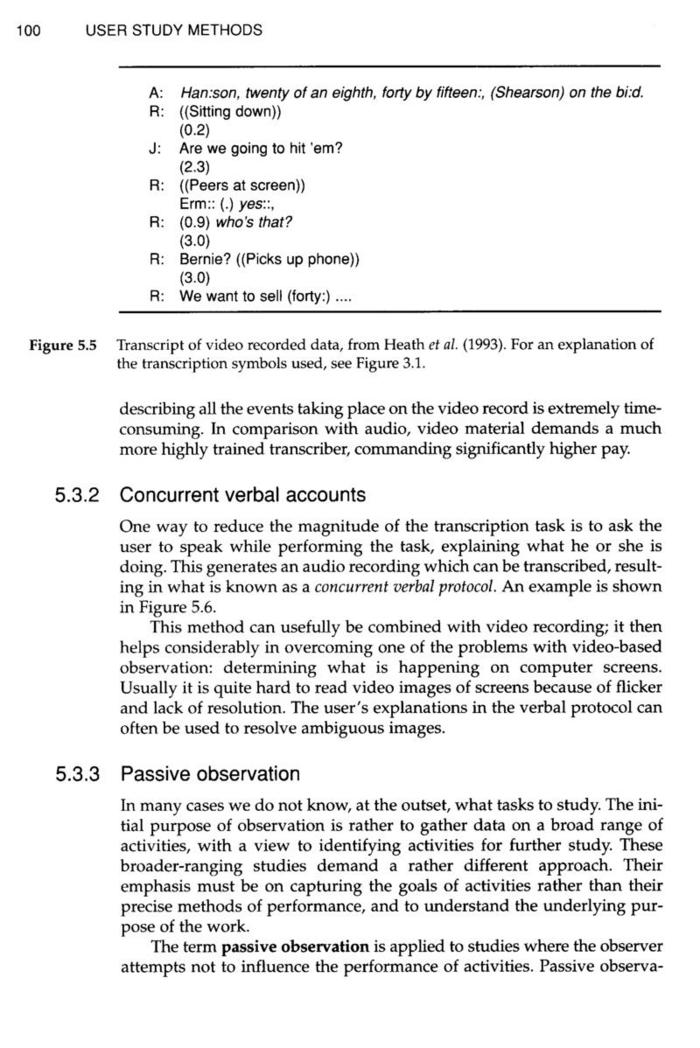 100 USER STUDY METHODS
A: Han:son, twenty of an eighth, forty by fifteen:, (Shearson) on the bi:d.
R: ((Sitting down))
(0.2)
J: Are we going to hit 'em?
(2.3)
R: ((Peers at screen))
Erm:: (.) yes::,
R: (0.9) who's that?
(3.0)
R: Bernie? ((Picks up phone))
(3.0)
R: We want to sell (forty:) ....
Figure 5.5 Transcript of video recorded data, from Heath et al. (1993). For an explanation of
the transcription symbols used, see Figure 3.1.
describing all the events taking place on the video record is extremely time-
consuming. In comparison with audio, video material demands a much
more highly trained transcriber, commanding significantly higher pay.
5.3.2 Concurrent verbal accounts
One way to reduce the magnitude of the transcription task is to ask the
user to speak while performing the task, explaining what he or she is
doing. This generates an audio recording which can be transcribed, result-
ing in what is known as a concurrent verbal protocol. An example is shown
in Figure 5.6.
This method can usefully be combined with video recording; it then
helps considerably in overcoming one of the problems with video-based
observation: determining what is happening on computer screens.
Usually it is quite hard to read video images of screens because of flicker
and lack of resolution. The user's explanations in the verbal protocol can
often be used to resolve ambiguous images.
5.3.3 Passive observation
In many cases we do not know, at the outset, what tasks to study. The ini-
tial purpose of observation is rather to gather data on a broad range of
activities, with a view to identifying activities for further study. These
broader-ranging studies demand a rather different approach. Their
emphasis must be on capturing the goals of activities rather than their
precise methods of performance, and to understand the underlying pur-
pose of the work.
The term passive observation is applied to studies where the observer
attempts not to influence the performance of activities. Passive observa-